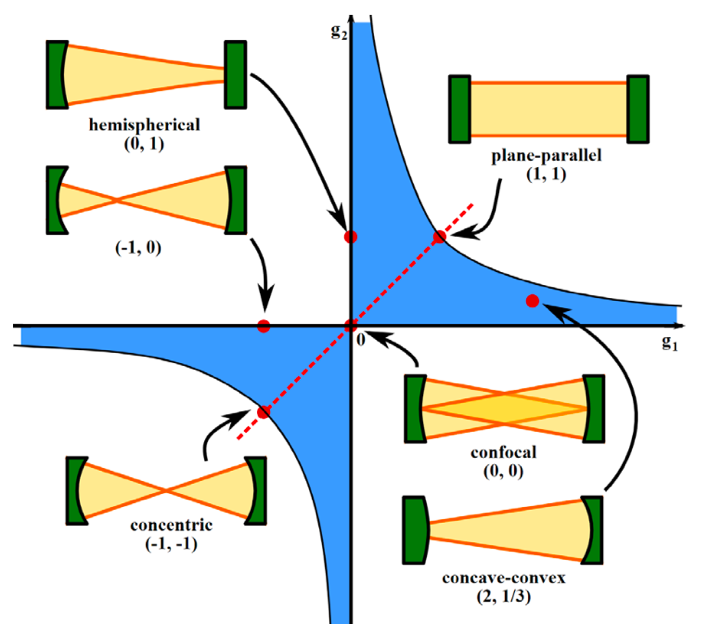 g₂
hemispherical
(0, 1)
plane-parallel
(1, 1)
(-1, 0)
0
g₁
confocal
(0, 0)
concentric
(-1, -1)
concave-convex
(2, 1/3)